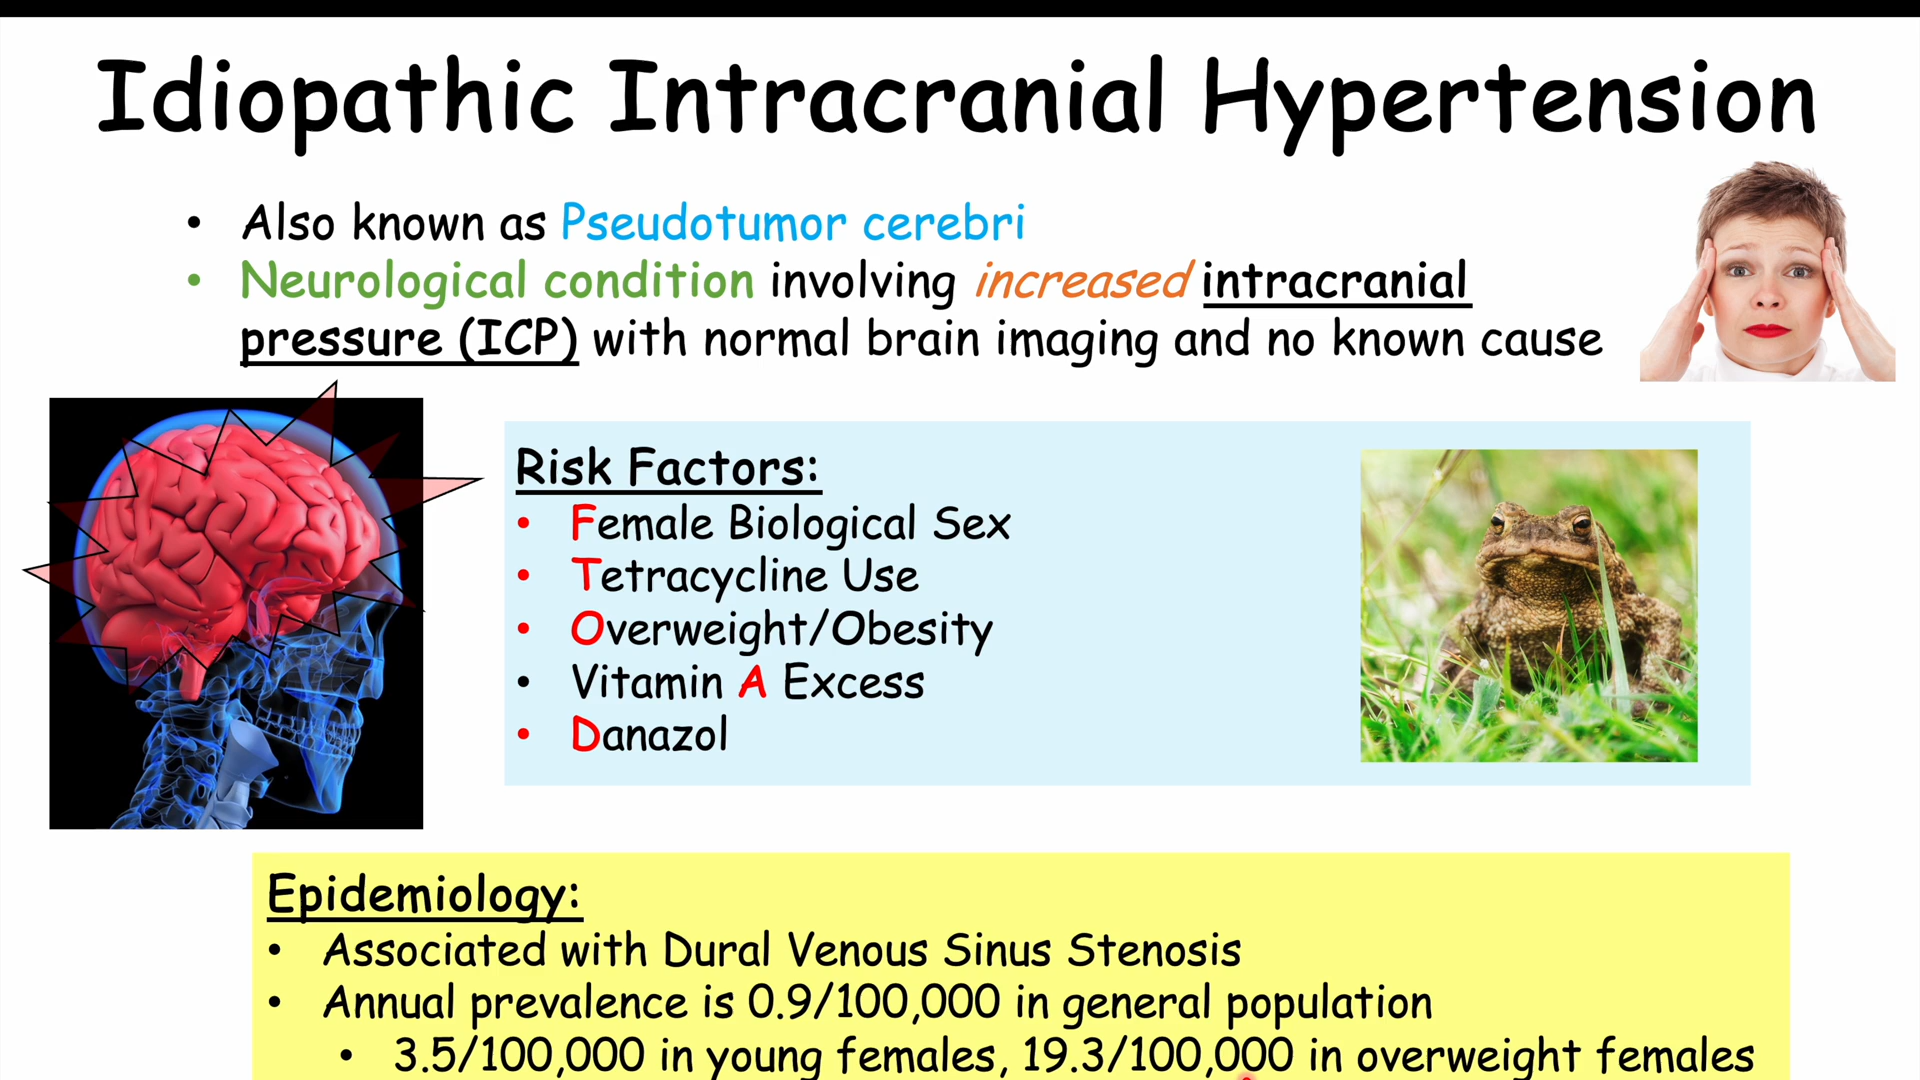 Idiopathic Intracranial Hypertension
• Also known as Pseudotumor cerebri
• Neurological condition involving increased intracranial
pressure (ICP) with normal brain imaging and no known cause
Risk Factors:
• Female Biological Sex
• Tetracycline Use
• Overweight/Obesity
• Vitamin A Excess
• Danazol
Epidemiology:
• Associated with Dural Venous Sinus Stenosis
• Annual prevalence is 0.9/100,000 in general population
• 3.5/100,000 in young females, 19.3/100,000 in overweight females